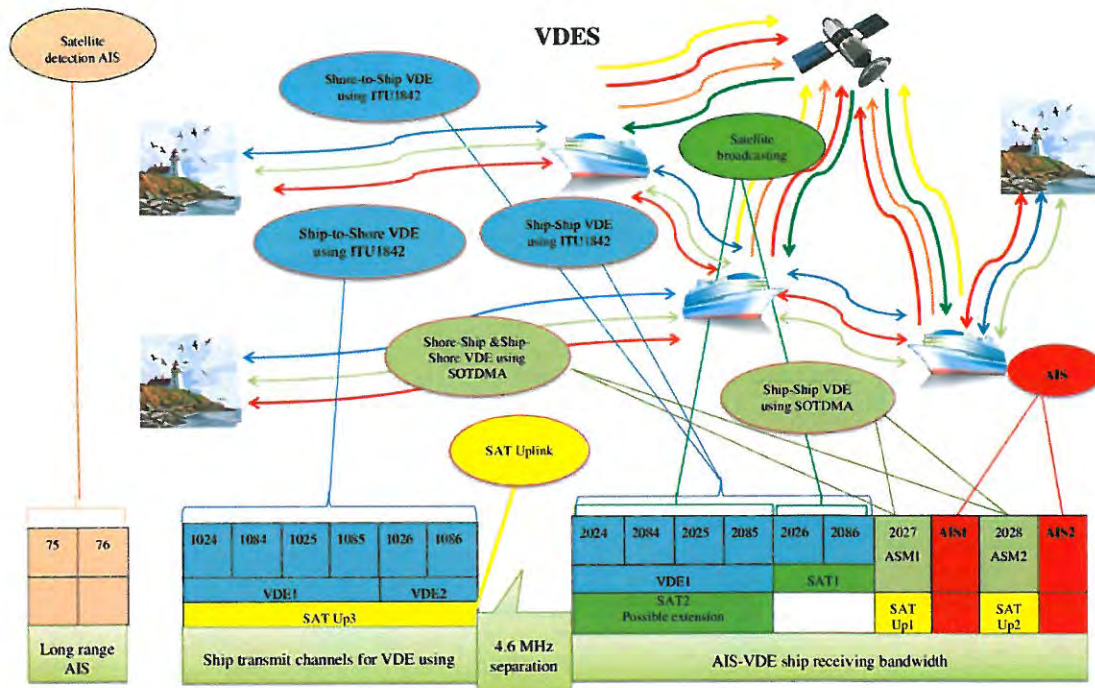 VDES
Satellite
detection AIS
Shore-to-Ship VDE
using ITU1842
Satellite
broadcasting
Ship-to-Shore VDE
using ITU1842
Ship-Ship VDE
using ITU1842
Shore-Ship &Ship-
Shore VDE using
SOTDMA
Ship-Ship VDE
using SOTDMA
AIS
SAT Uplink
75 76
1024 1084 1025 1085 1026 1086
2024 2084 2025 2085 2026 2086 2027 AIS1 2028 AIS2
ASM1 ASM2
VDE1 VDE2
VDE1 SAT1
SAT Up3
SAT2
Possible extension
SAT
Up1
SAT
Up2
Long range
AIS
Ship transmit channels for VDE using
4.6 MHz
separation
AIS-VDE ship receiving bandwidth